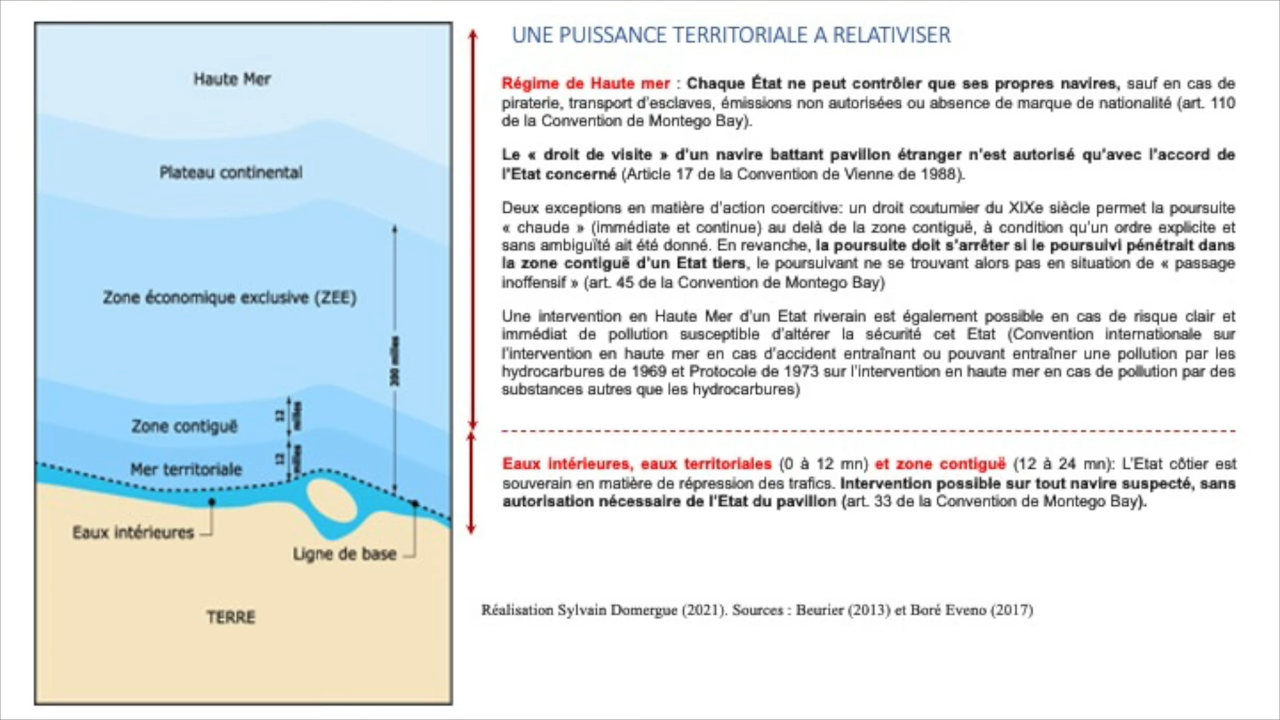 UNE PUISSANCE TERRITORIALE A RELATIVISER
Haute Mer
Plateau continental
Zone économique exclusive (ZEE)
200 milles
Zone contiguë
12 milles
Mer territoriale
12 milles
Eaux intérieures
Ligne de base
TERRE
Régime de Haute mer : Chaque État ne peut contrôler que ses propres navires, sauf en cas de
piraterie, transport d'esclaves, émissions non autorisées ou absence de marque de nationalité (art. 110
de la Convention de Montego Bay).
Le « droit de visite » d'un navire battant pavillon étranger n'est autorisé qu'avec l'accord de
l'Etat concerné (Article 17 de la Convention de Vienne de 1988).
Deux exceptions en matière d'action coercitive: un droit coutumier du XIXe siècle permet la poursuite
« chaude » (immédiate et continue) au delà de la zone contiguë, à condition qu'un ordre explicite et
sans ambiguïté ait été donné. En revanche, la poursuite doit s'arrêter si le poursuivi pénétrait dans
la zone contiguë d'un Etat tiers, le poursuivant ne se trouvant alors pas en situation de « passage
inoffensif » (art. 45 de la Convention de Montego Bay)
Une intervention en Haute Mer d'un Etat riverain est également possible en cas de risque clair et
immédiat de pollution susceptible d'altérer la sécurité cet Etat (Convention internationale sur
l'intervention en haute mer en cas d'accident entraînant ou pouvant entraîner une pollution par les
hydrocarbures de 1969 et Protocole de 1973 sur l'intervention en haute mer en cas de pollution par des
substances autres que les hydrocarbures)
Eaux intérieures, eaux territoriales (0 à 12 mn) et zone contiguë (12 à 24 mn): L'Etat côtier est
souverain en matière de répression des trafics. Intervention possible sur tout navire suspecté, sans
autorisation nécessaire de l'Etat du pavillon (art. 33 de la Convention de Montego Bay).
Réalisation Sylvain Domergue (2021). Sources : Beurier (2013) et Boré Eveno (2017)